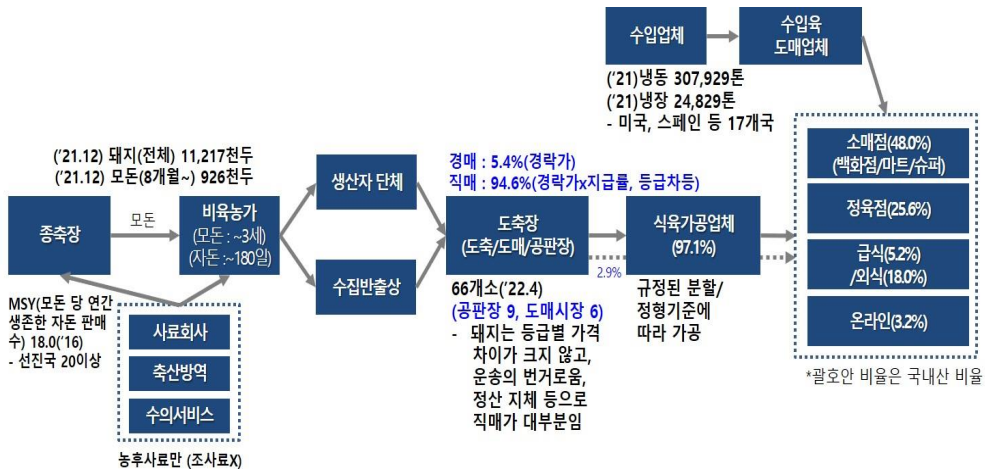 수입업체
수입육
도매업체
('21)냉동 307,929톤
('21)냉장 24,829톤
- 미국, 스페인 등 17개국
('21.12) 돼지(전체) 11,217천두
('21.12) 모돈(8개월~) 926천두
종축장
모돈
비육농가
(모돈 : ~3세)
(자돈 :~180일)
생산자 단체
수집반출상
경매 : 5.4%(경락가)
직매 : 94.6%(경락가x지급률, 등급차등)
도축장
(도축/도매/공판장)
식육가공업체
(97.1%)
2.9%
소매점(48.0%)
(백화점/마트/슈퍼)
정육점(25.6%)
급식(5.2%)
/외식(18.0%)
온라인(3.2%)
*괄호안 비율은 국내산 비율
MSY(모돈 당 연간
생존한 자돈 판매
수) 18.0('16)
- 선진국 20이상
사료회사
축산방역
수의서비스
농후사료만 (조사료X)
66개소('22.4)
(공판장 9, 도매시장 6)
- 돼지는 등급별 가격
차이가 크지 않고,
운송의 번거로움,
정산 지체 등으로
직매가 대부분임
규정된 분할/
정형기준에
따라 가공